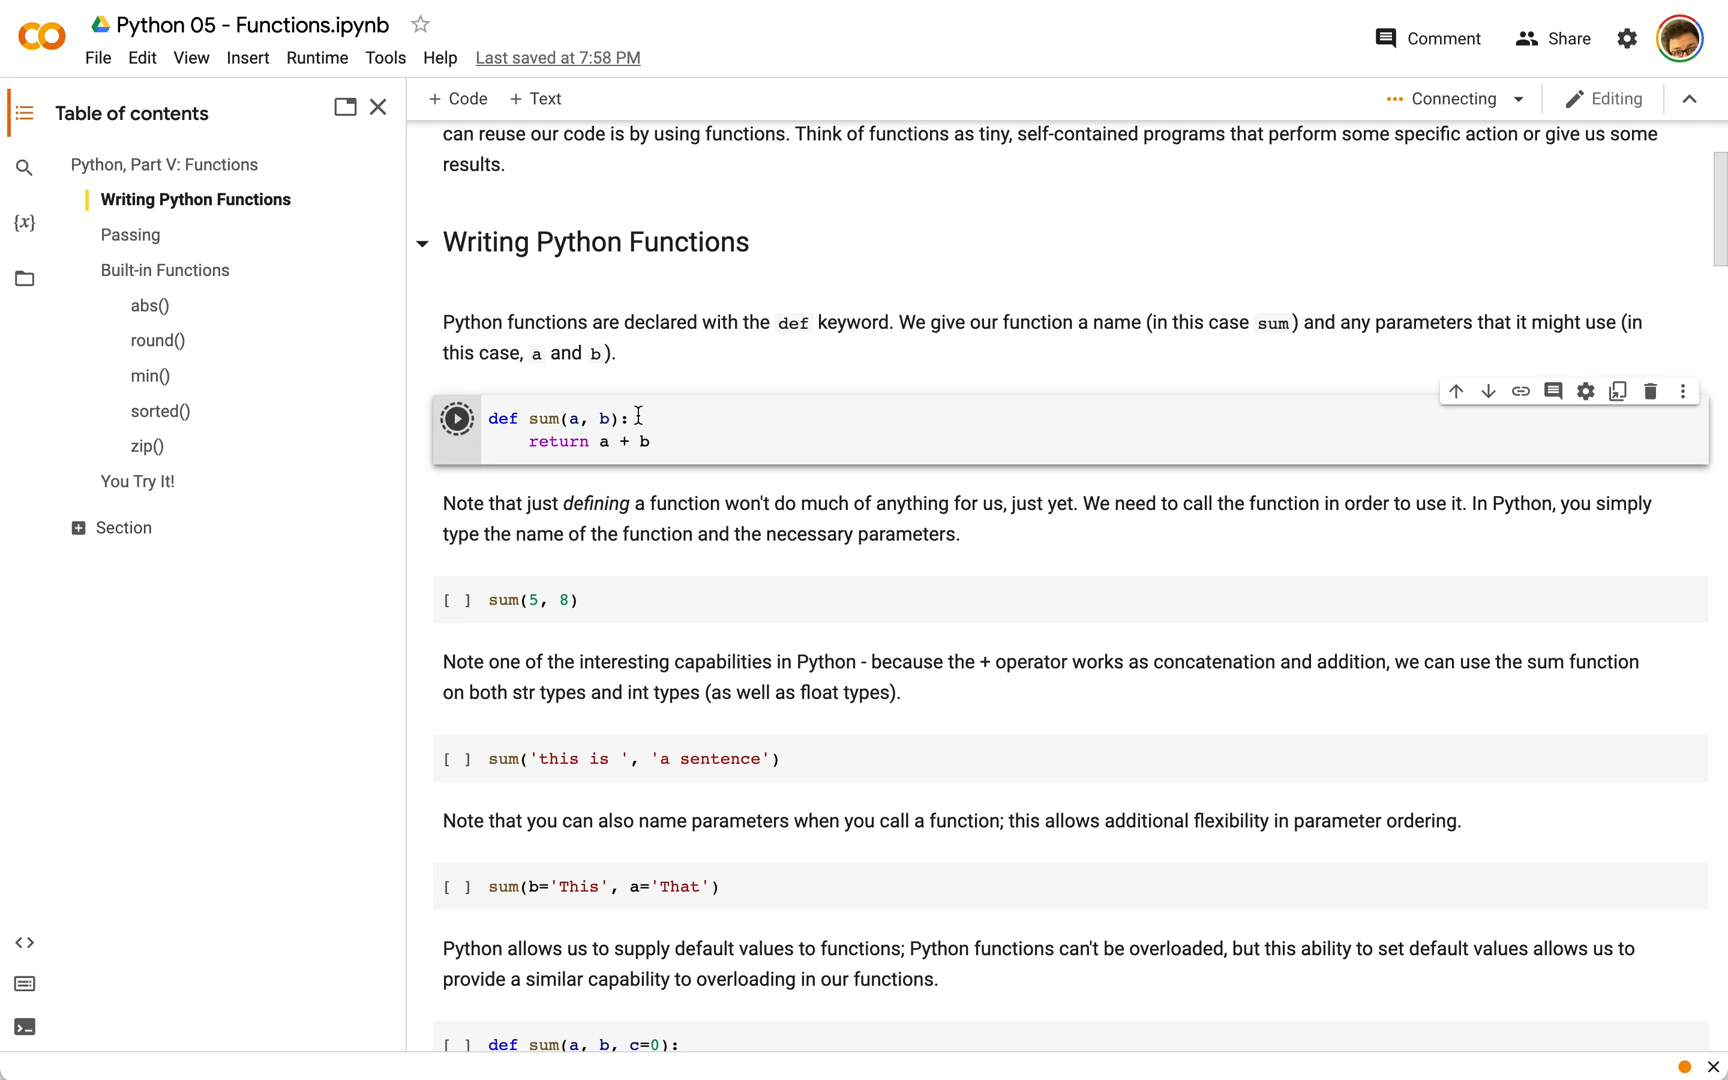 Python 05 - Functions.ipynb
File Edit View Insert Runtime Tools Help Last saved at 7:58 PM
Comment Share
Table of contents
Python, Part V: Functions
Writing Python Functions
Passing
Built-in Functions
abs()
round()
min()
sorted()
zip()
You Try It!
Section
{x}
+ Code + Text
Connecting Editing
can reuse our code is by using functions. Think of functions as tiny, self-contained programs that perform some specific action or give us some
results.
Writing Python Functions
Python functions are declared with the def keyword. We give our function a name (in this case sum) and any parameters that it might use (in
this case, a and b).
def sum(a, b):
return a + b
Note that just defining a function won't do much of anything for us, just yet. We need to call the function in order to use it. In Python, you simply
type the name of the function and the necessary parameters.
[ ] sum(5, 8)
Note one of the interesting capabilities in Python - because the + operator works as concatenation and addition, we can use the sum function
on both str types and int types (as well as float types).
[ ] sum('this is ', 'a sentence')
Note that you can also name parameters when you call a function; this allows additional flexibility in parameter ordering.
[ ] sum(b='This', a='That')
Python allows us to supply default values to functions; Python functions can't be overloaded, but this ability to set default values allows us to
provide a similar capability to overloading in our functions.
[ ] def sum(a, b, c=0):